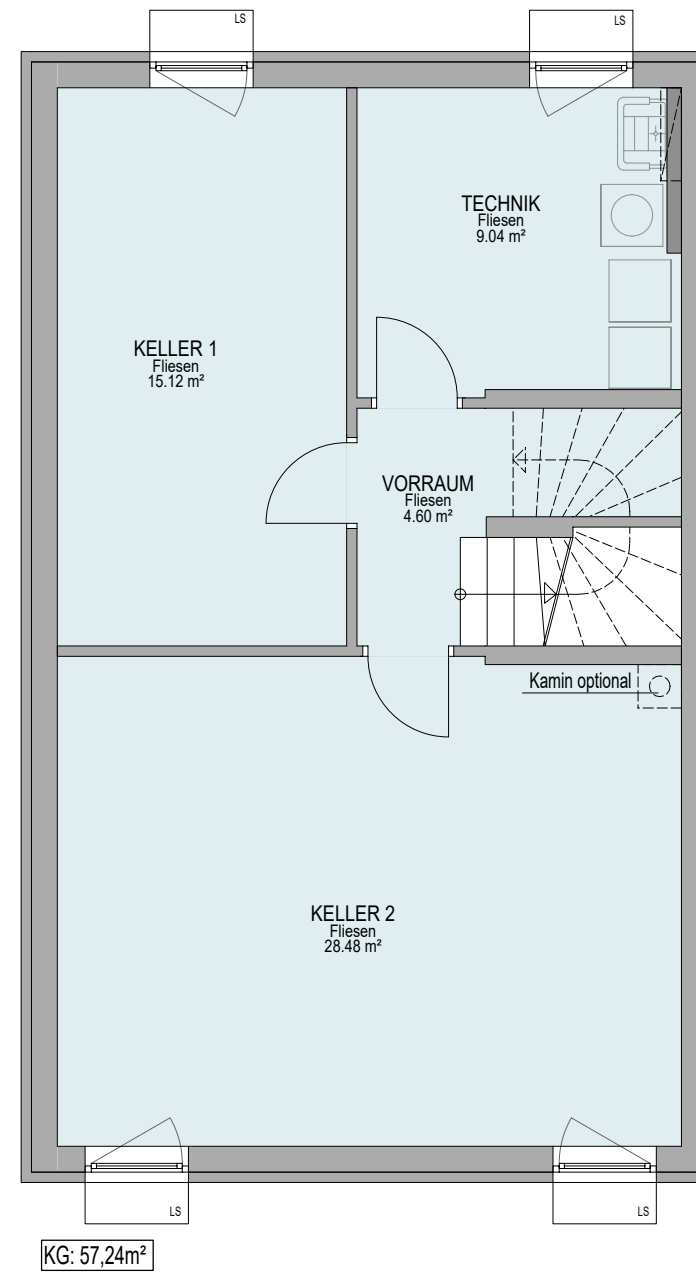 LS
LS
TECHNIK
Fliesen
9.04 m²
KELLER 1
Fliesen
15.12 m²
VORRAUM
Fliesen
4.60 m²
Kamin optional
KELLER 2
Fliesen
28.48 m²
LS
LS
KG: 57,24m²